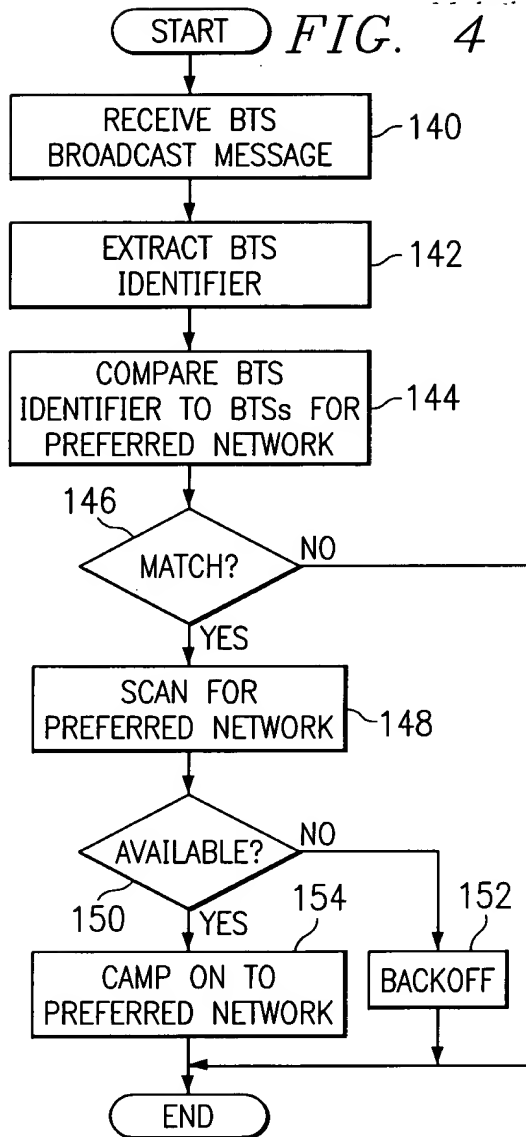 START
FIG. 4
RECEIVE BTS
BROADCAST MESSAGE
140
EXTRACT BTS
IDENTIFIER
142
COMPARE BTS
IDENTIFIER TO BTSs FOR
PREFERRED NETWORK
144
146
MATCH?
NO
YES
SCAN FOR
PREFERRED NETWORK
148
AVAILABLE?
NO
150
YES
154
152
CAMP ON TO
PREFERRED NETWORK
BACKOFF
END